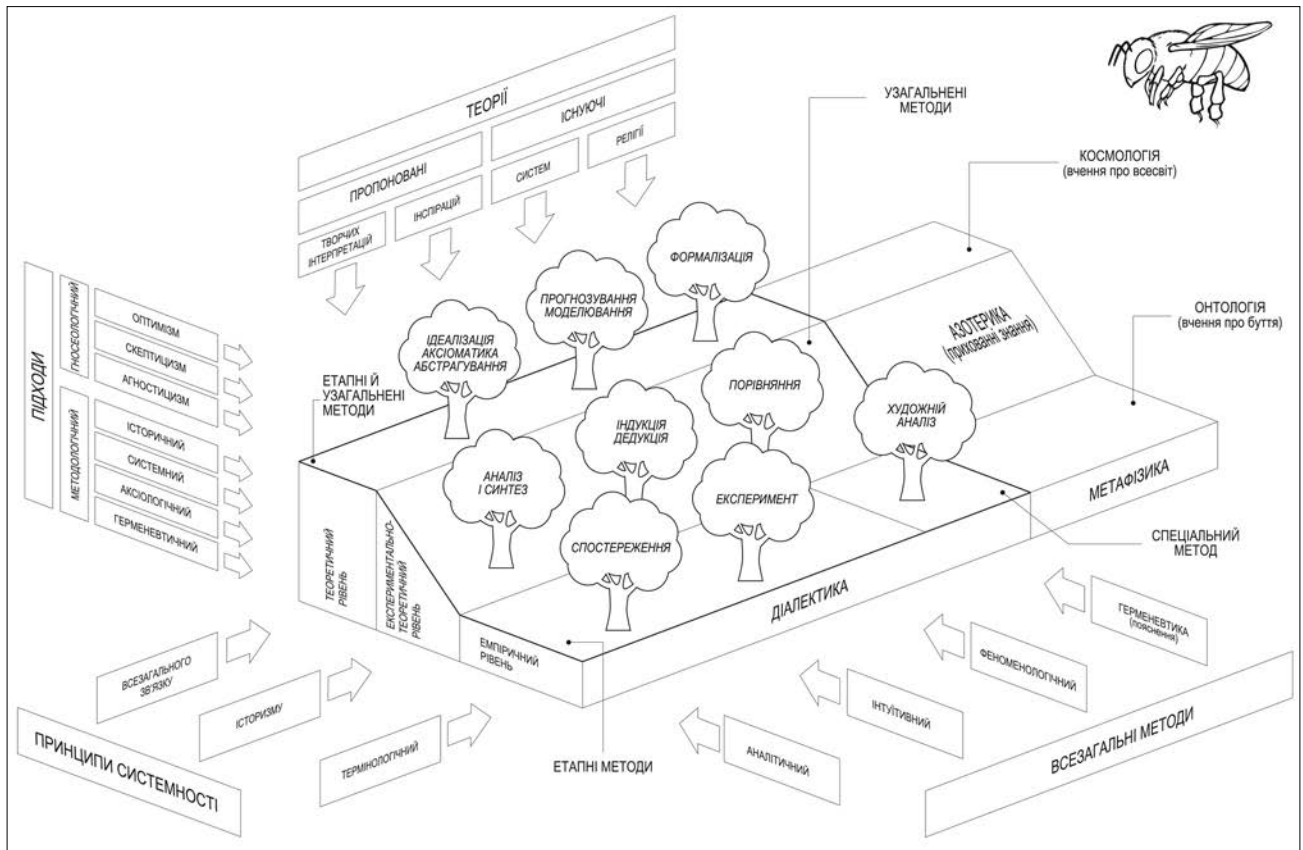 ТЕОРІЇ
ПРОПОНОВАНІ
ІСНУЮЧІ
ТВОРЧИХ
ІНТЕРПРЕТАЦІЙ
ІНСПІРАЦІЙ
СИСТЕМ
РЕЛІГІЇ
УЗАГАЛЬНЕНІ
МЕТОДИ
КОСМОЛОГІЯ
(вчення про всесвіт)
ОНТОЛОГІЯ
(вчення про буття)
АЗОТЕРИКА
(прихованні знання)
МЕТАФІЗИКА
СПЕЦІАЛЬНИЙ
МЕТОД
ПІДХОДИ
ГНОСЕОЛОГІЧНИЙ
ОПТИМІЗМ
СКЕПТИЦИЗМ
АГНОСТИЦИЗМ
МЕТОДОЛОГІЧНИЙ
ІСТОРИЧНИЙ
СИСТЕМНИЙ
АКСІОЛОГІЧНИЙ
ГЕРМЕНЕВТИЧНИЙ
ЕТАПНІ Й
УЗАГАЛЬНЕНІ
МЕТОДИ
ФОРМАЛІЗАЦІЯ
ПРОГНОЗУВАННЯ
МОДЕЛЮВАННЯ
ІДЕАЛІЗАЦІЯ
АКСІОМАТИКА
АБСТРАГУВАННЯ
ПОРІВНЯННЯ
ХУДОЖНІЙ
АНАЛІЗ
ІНДУКЦІЯ
ДЕДУКЦІЯ
АНАЛІЗ
І СИНТЕЗ
ЕКСПЕРИМЕНТ
СПОСТЕРЕЖЕННЯ
ТЕОРЕТИЧНИЙ
РІВЕНЬ
ЕКСПЕРИМЕНТАЛЬНО-
ТЕОРЕТИЧНИЙ
РІВЕНЬ
ЕМПІРИЧНИЙ
РІВЕНЬ
ДІАЛЕКТИКА
ЕТАПНІ МЕТОДИ
ПРИНЦИПИ СИСТЕМНОСТІ
ВСЕЗАГАЛЬНОГО
ЗВ'ЯЗКУ
ІСТОРИЗМУ
ТЕРМІНОЛОГІЧНИЙ
ВСЕЗАГАЛЬНІ МЕТОДИ
АНАЛІТИЧНИЙ
ІНТУЇТИВНИЙ
ФЕНОМЕНОЛОГІЧНИЙ
ГЕРМЕНЕВТИКА
(пояснення)